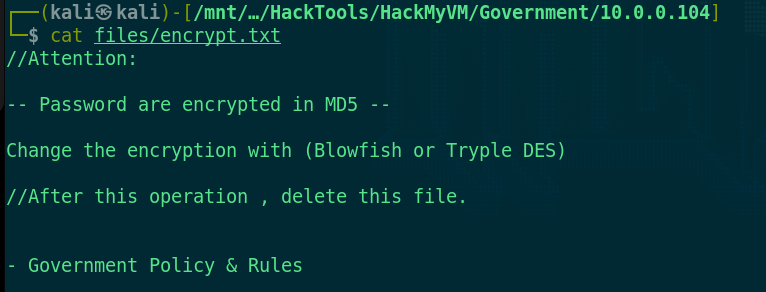 ┌──(kali㉿kali)-[/mnt/…/HackTools/HackMyVM/Government/10.0.0.104]
└─$ cat files/encrypt.txt
//Attention:
-- Password are encrypted in MD5 --
Change the encryption with (Blowfish or Tryple DES)
//After this operation , delete this file.
- Government Policy & Rules